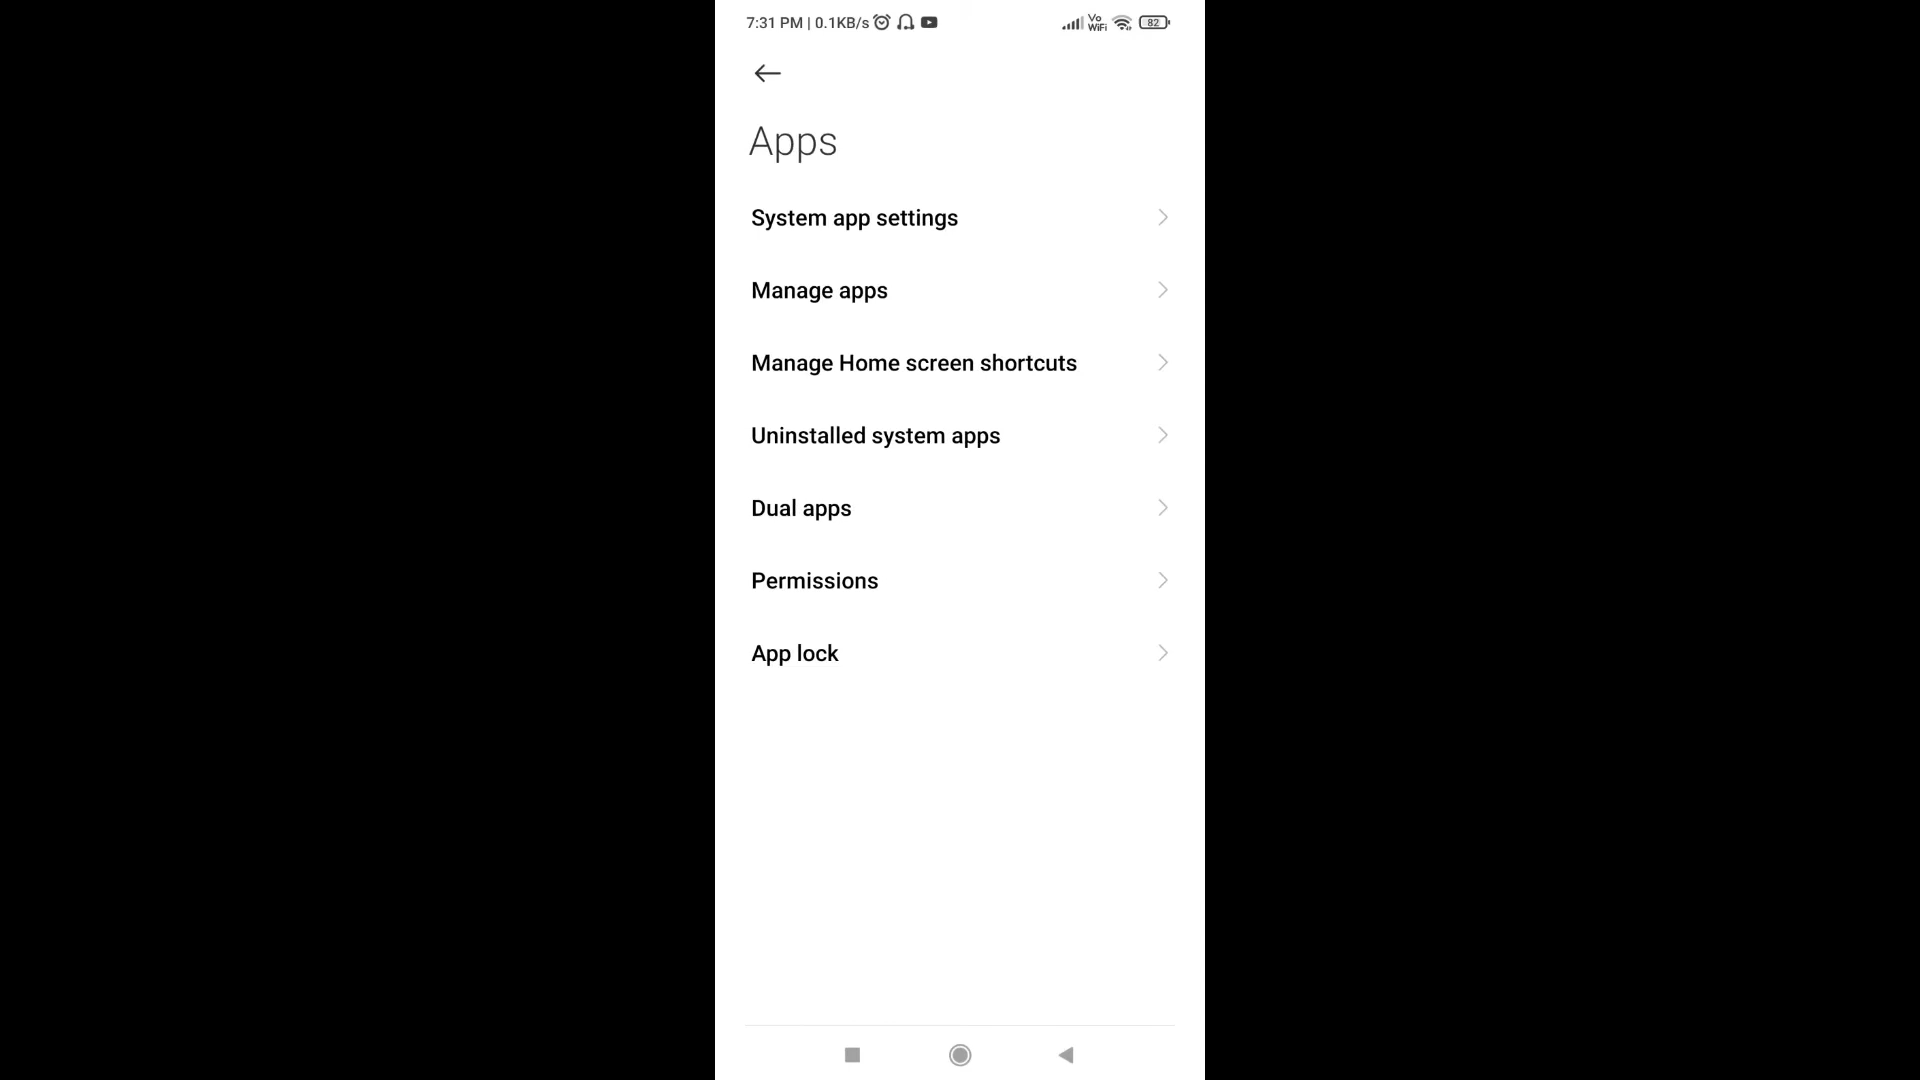 7:31 PM | 0.1KB/s Vo WiFi 82
Apps
System app settings
Manage apps
Manage Home screen shortcuts
Uninstalled system apps
Dual apps
Permissions
App lock